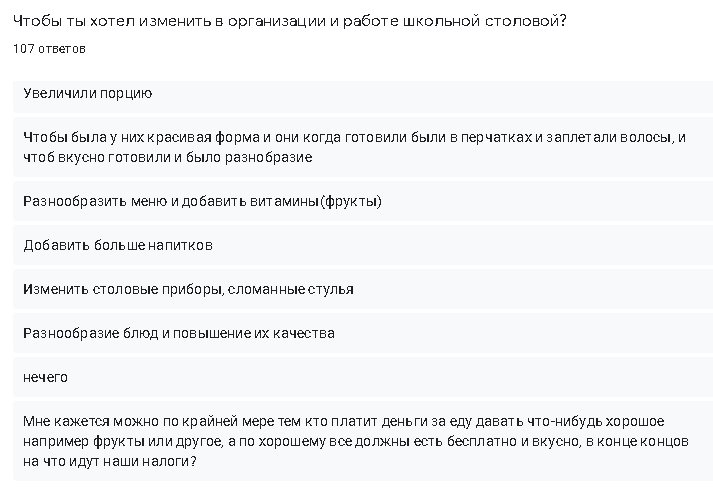 Чтобы ты хотел изменить в организации и работе школьной столовой?
107 ответов
Увеличили порцию
Чтобы была у них красивая форма и они когда готовили были в перчатках и заплетали волосы, и
чтоб вкусно готовили и было разнобразие
Разнообразить меню и добавить витамины(фрукты)
Добавить больше напитков
Изменить столовые приборы, сломанные стулья
Разнообразие блюд и повышение их качества
нечего
Мне кажется можно по крайней мере тем кто платит деньги за еду давать что-нибудь хорошое
например фрукты или другое, а по хорошему все должны есть бесплатно и вкусно, в конце концов
на что идут наши налоги?